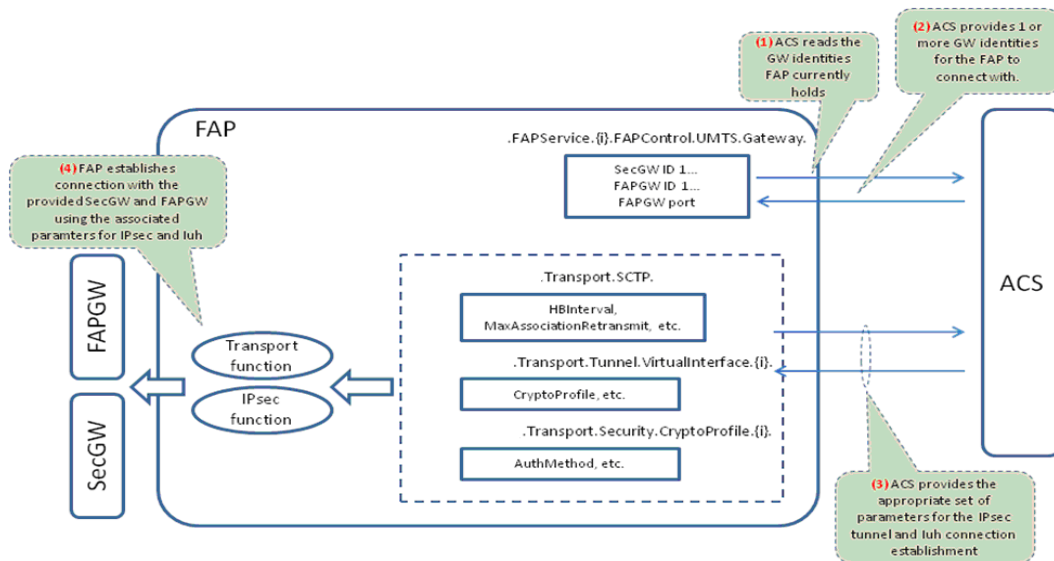 (1) ACS reads the
GW identities
FAP currently
holds
(2) ACS provides 1 or
more GW identities
for the FAP to
connect with.
FAP
.FAPService.{i}.FAPControl.UMTS.Gateway.
SecGW ID 1...
FAPGW ID 1...
FAPGW port
(4) FAP establishes
connection with the
provided SecGW and FAPGW
using the associated
paramters for IPsec and Iuh
FAPGW
SecGW
Transport
function
IPsec
function
.Transport.SCTP.
HBInterval,
MaxAssociationRetransmit, etc.
.Transport.Tunnel.VirtualInterface.{i}.
CryptoProfile, etc.
.Transport.Security.CryptoProfile.{i}.
AuthMethod, etc.
ACS
(3) ACS provides the
appropriate set of
parameters for the IPsec
tunnel and Iuh connection
establishment